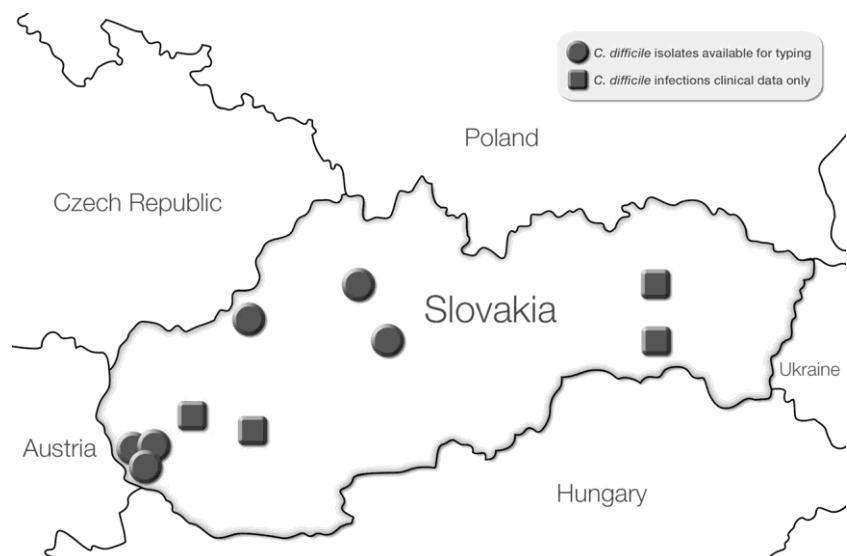 C. difficile isolates available for typing
C. difficile infections clinical data only
Poland
Czech Republic
Slovakia
Ukraine
Austria
Hungary